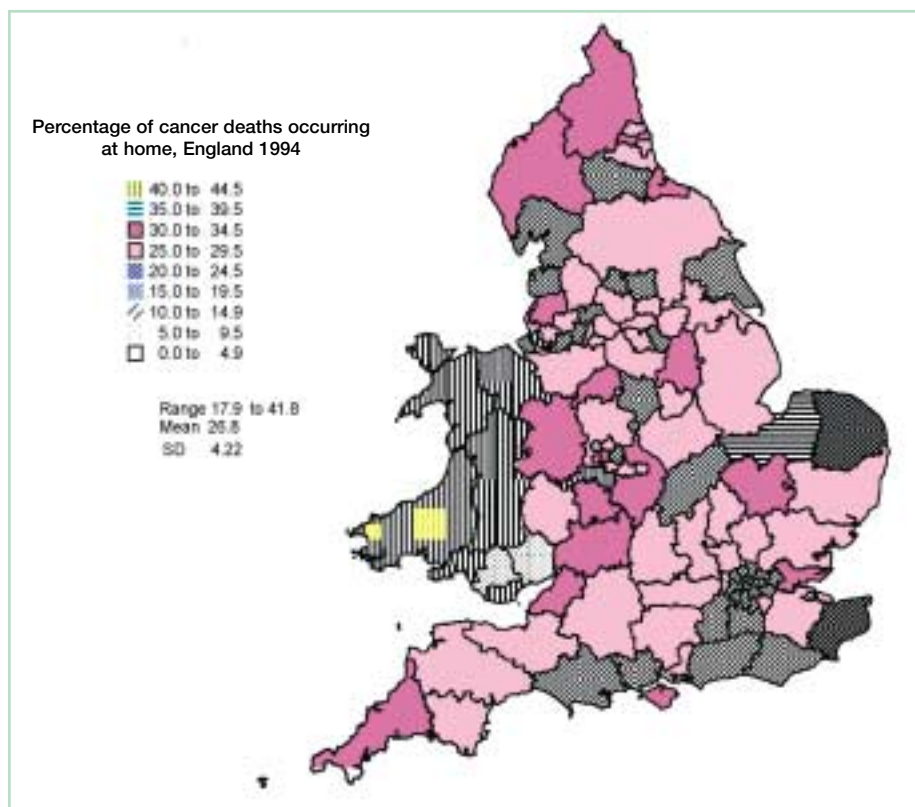 Percentage of cancer deaths occurring
at home, England 1994
40.0 to 44.5
35.0 to 39.5
30.0 to 34.5
25.0 to 29.5
20.0 to 24.5
15.0 to 19.5
10.0 to 14.9
5.0 to 9.5
0.0 to 4.9
Range 17.9 to 41.8
Mean 26.8
SD 4.22